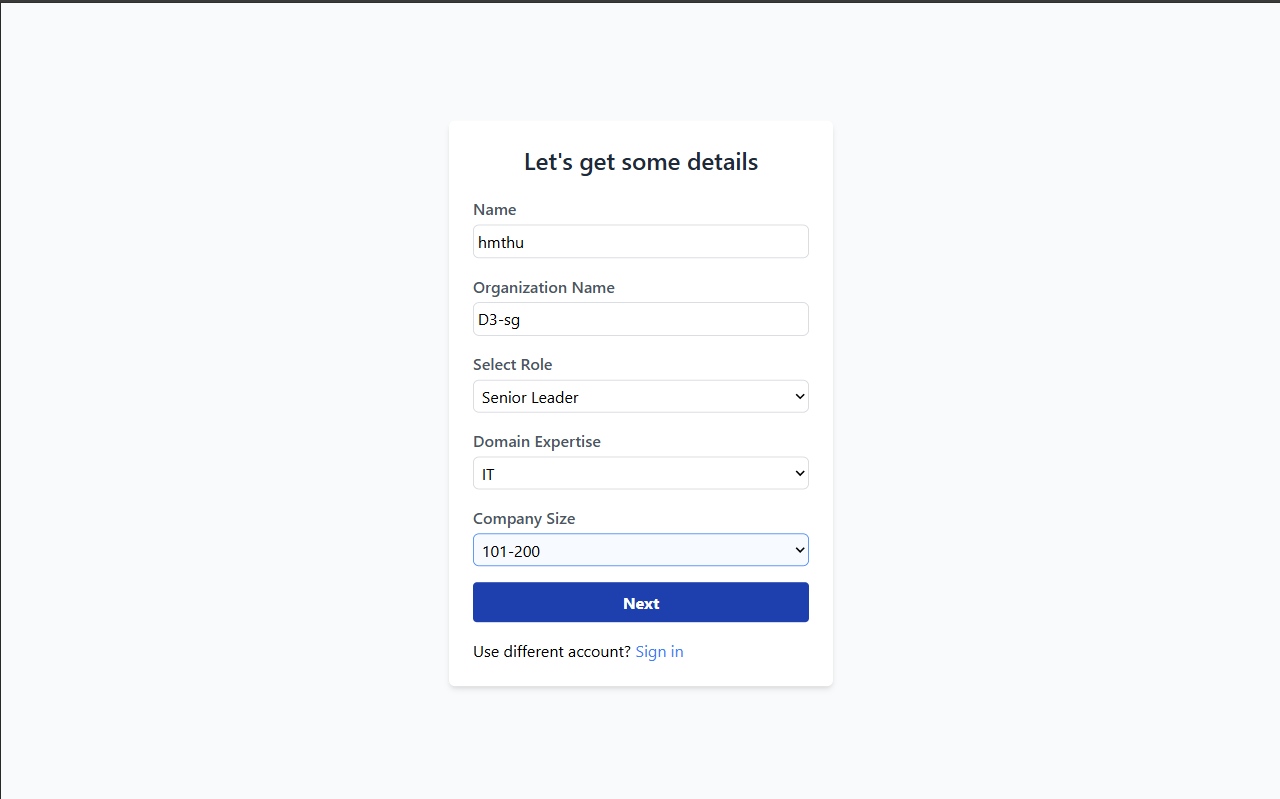 Let's get some details
Name
hmthu
Organization Name
D3-sg
Select Role
Senior Leader
Domain Expertise
IT
Company Size
101-200
Next
Use different account? Sign in